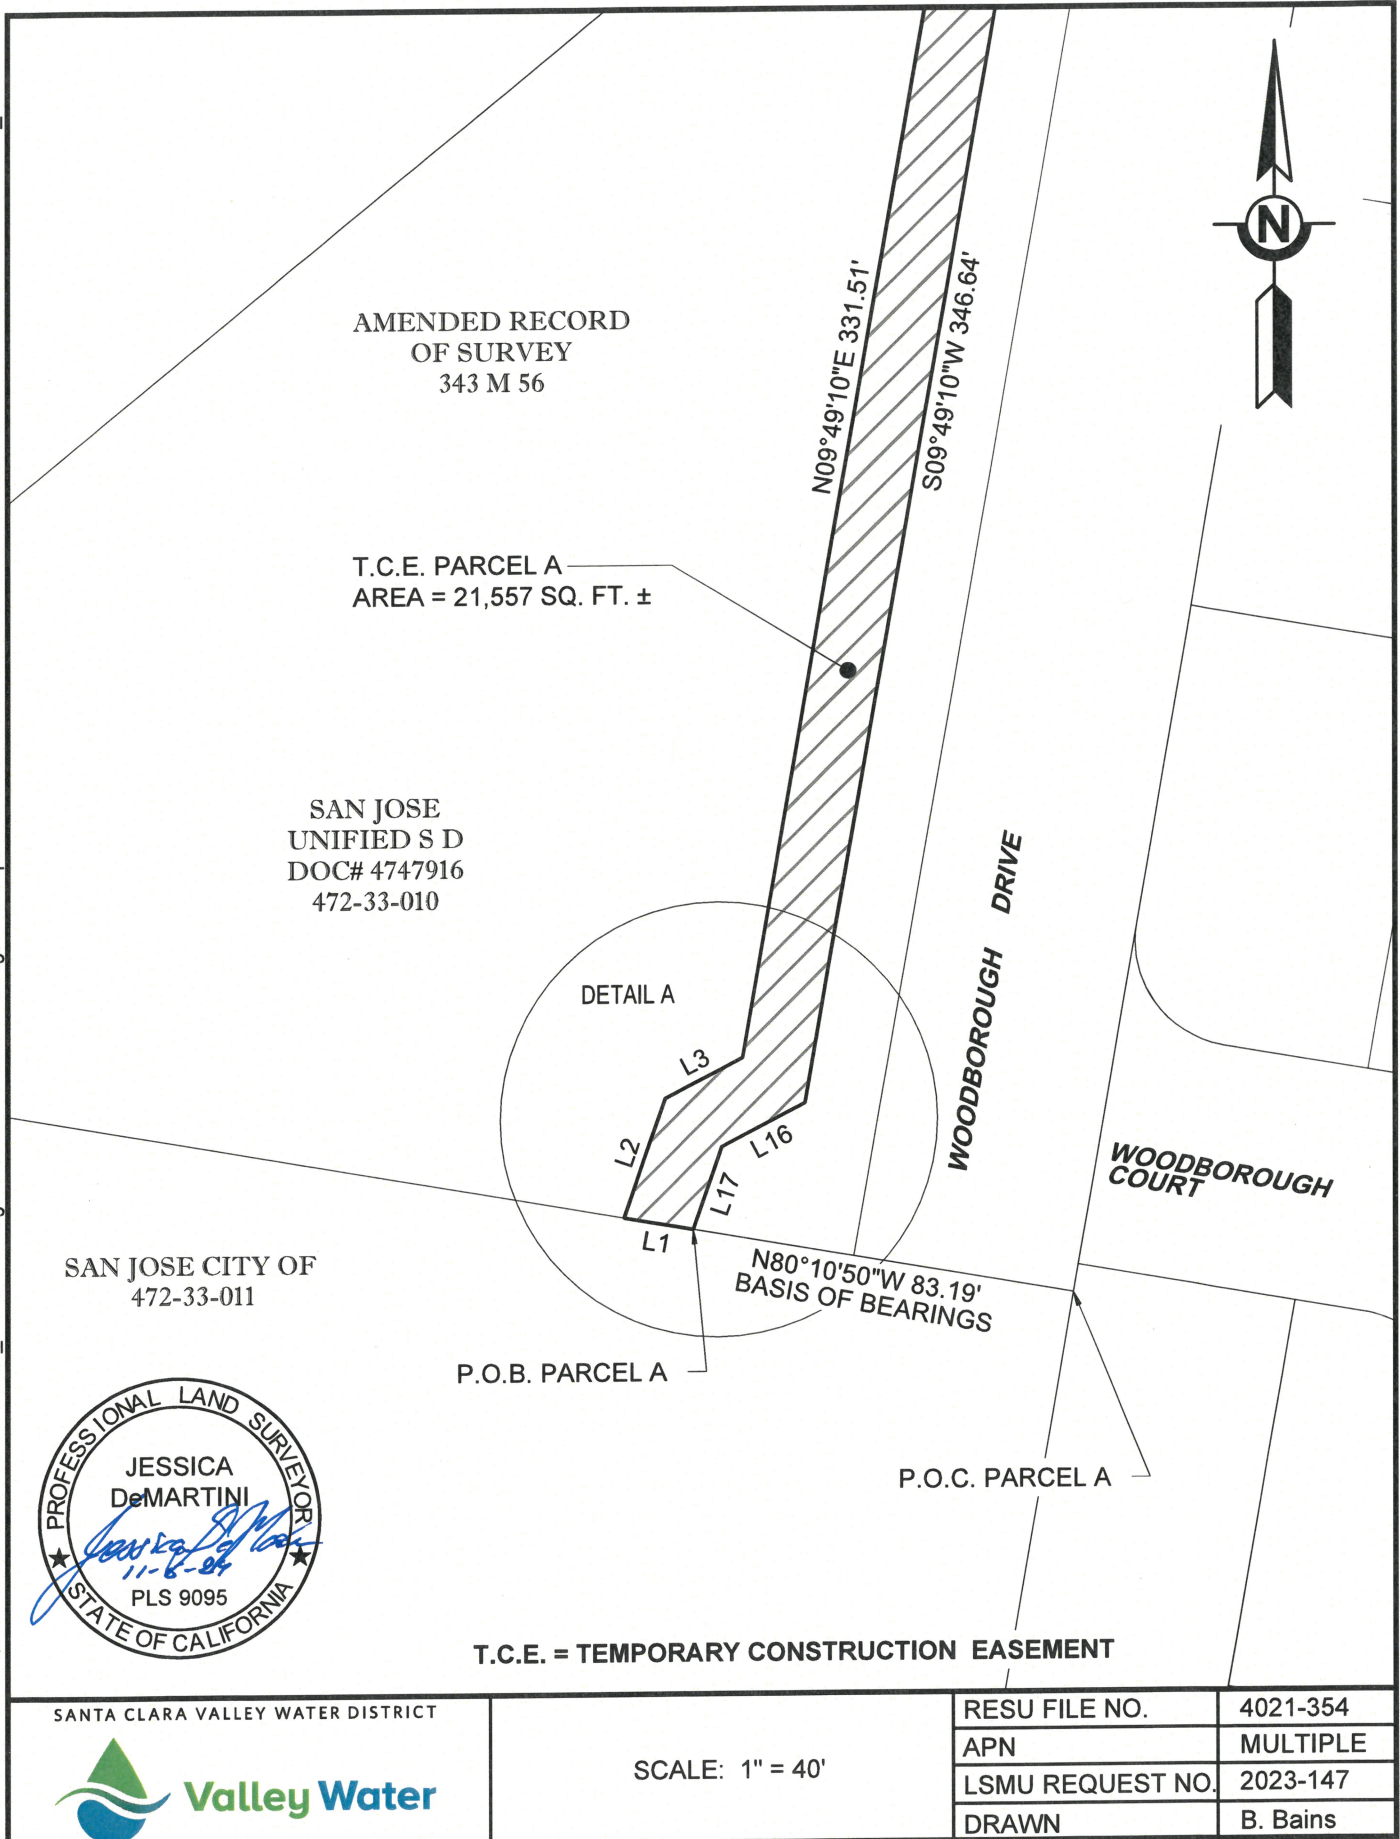 N
AMENDED RECORD
OF SURVEY
343 M 56
N09°49'10"E 331.51'
S09°49'10"W 346.64'
T.C.E. PARCEL A
AREA = 21,557 SQ. FT. ±
SAN JOSE
UNIFIED S D
DOC# 4747916
472-33-010
WOODBOROUGH DRIVE
DETAIL A
L3
L2
L16
L17
L1
WOODBOROUGH
COURT
N80°10'50"W 83.19'
BASIS OF BEARINGS
SAN JOSE CITY OF
472-33-011
P.O.B. PARCEL A
P.O.C. PARCEL A
PROFESSIONAL LAND SURVEYOR
JESSICA
DeMARTINI
PLS 9095
STATE OF CALIFORNIA
T.C.E. = TEMPORARY CONSTRUCTION EASEMENT
SANTA CLARA VALLEY WATER DISTRICT
Valley Water
SCALE: 1" = 40'
RESU FILE NO. 4021-354
APN MULTIPLE
LSMU REQUEST NO. 2023-147
DRAWN B. Bains